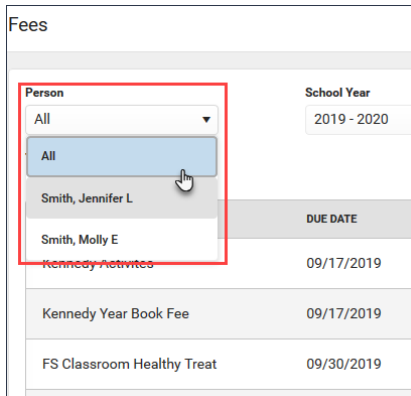 Fees
Person
School Year
All
2019 - 2020
All
Smith, Jennifer L
Smith, Molly E
DUE DATE
Kennedy Activites
09/17/2019
Kennedy Year Book Fee
09/17/2019
FS Classroom Healthy Treat
09/30/2019